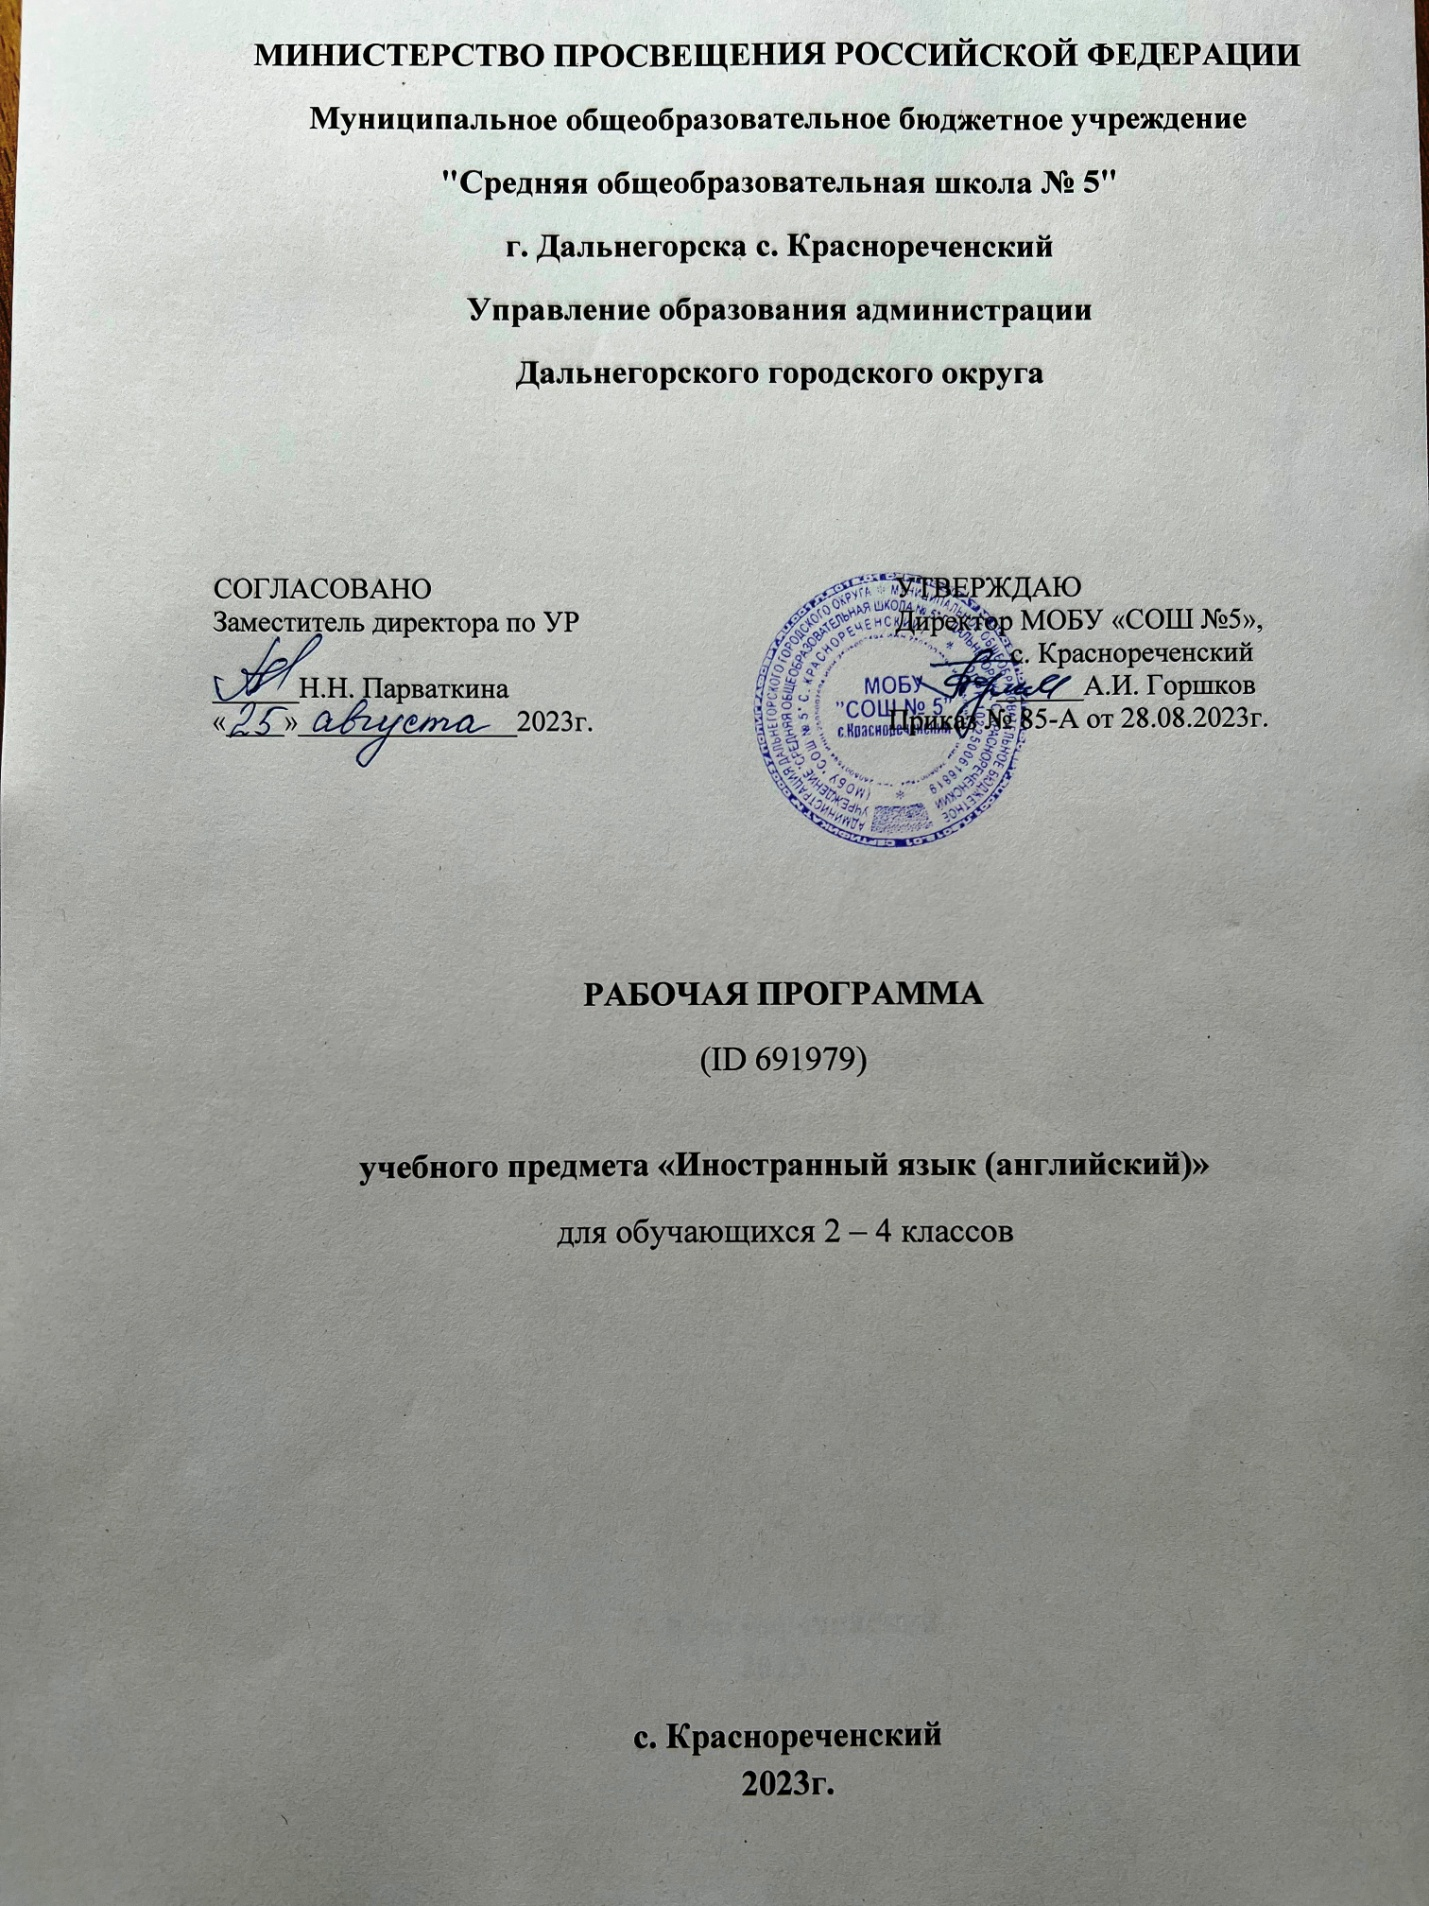 МИНИСТЕРСТВО ПРОСВЕЩЕНИЯ РОССИЙСКОЙ ФЕДЕРАЦИИ
Муниципальное общеобразовательное бюджетное учреждение
"Средняя общеобразовательная школа № 5"
г. Дальнегорска с. Краснореченский
Управление образования администрации
Дальнегорского городского округа
СОГЛАСОВАНО
Заместитель директора по УР
Н.Н. Парваткина
«25» августа 2023г.
УТВЕРЖДАЮ
Директор МОБУ «СОШ №5»,
с. Краснореченский
А.И. Горшков
Приказ № 85-А от 28.08.2023г.
МОБУ
"СОШ № 5"
с.Краснореченский
РАБОЧАЯ ПРОГРАММА
(ID 691979)
учебного предмета «Иностранный язык (английский)»
для обучающихся 2 – 4 классов
с. Краснореченский
2023г.